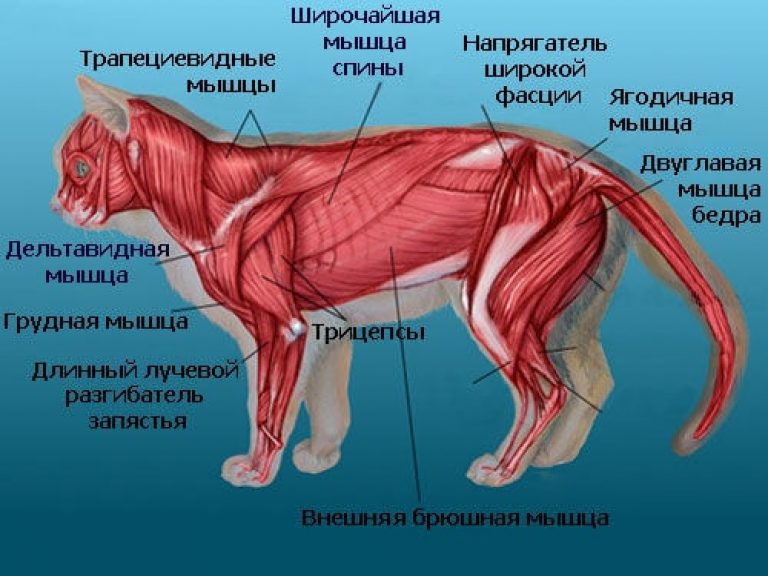 Широчайшая
мышца
спины
Трапециевидные
мышцы
Напрягатель
широкой
фасции
Ягодичная
мышца
Двуглавая
мышца
бедра
Дельтавидная
мышца
Грудная мышца
Трицепсы
Длинный лучевой
разгибатель
запястья
Внешняя брюшная мышца